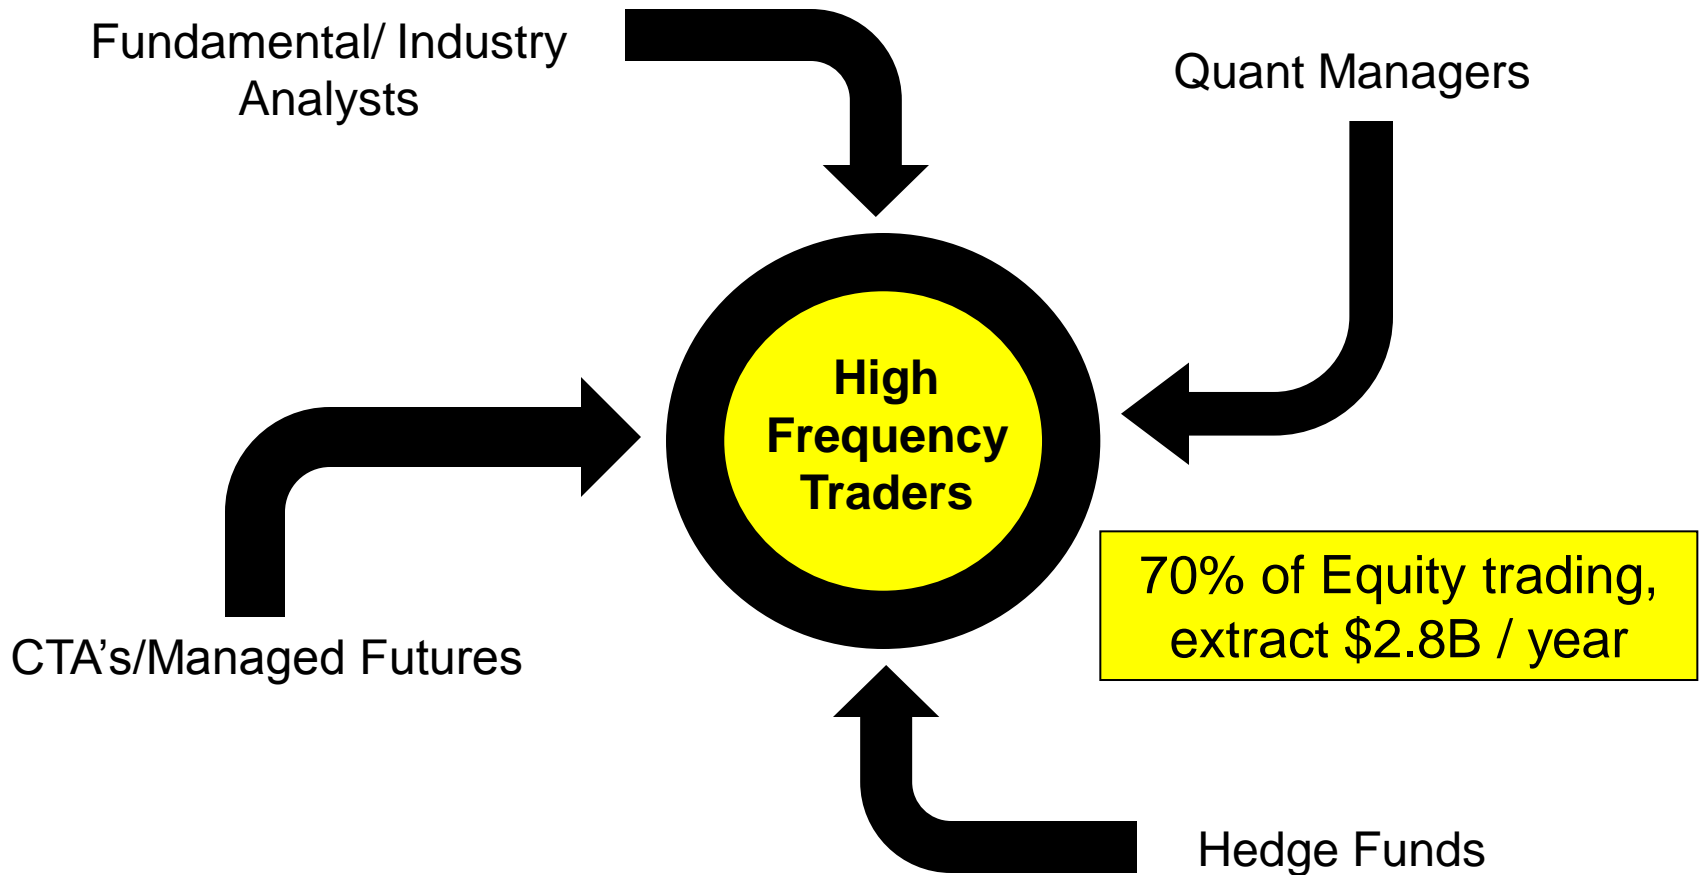 Fundamental/ Industry
Analysts
Quant Managers
High
Frequency
Traders
70% of Equity trading,
extract $2.8B / year
CTA’s/Managed Futures
Hedge Funds